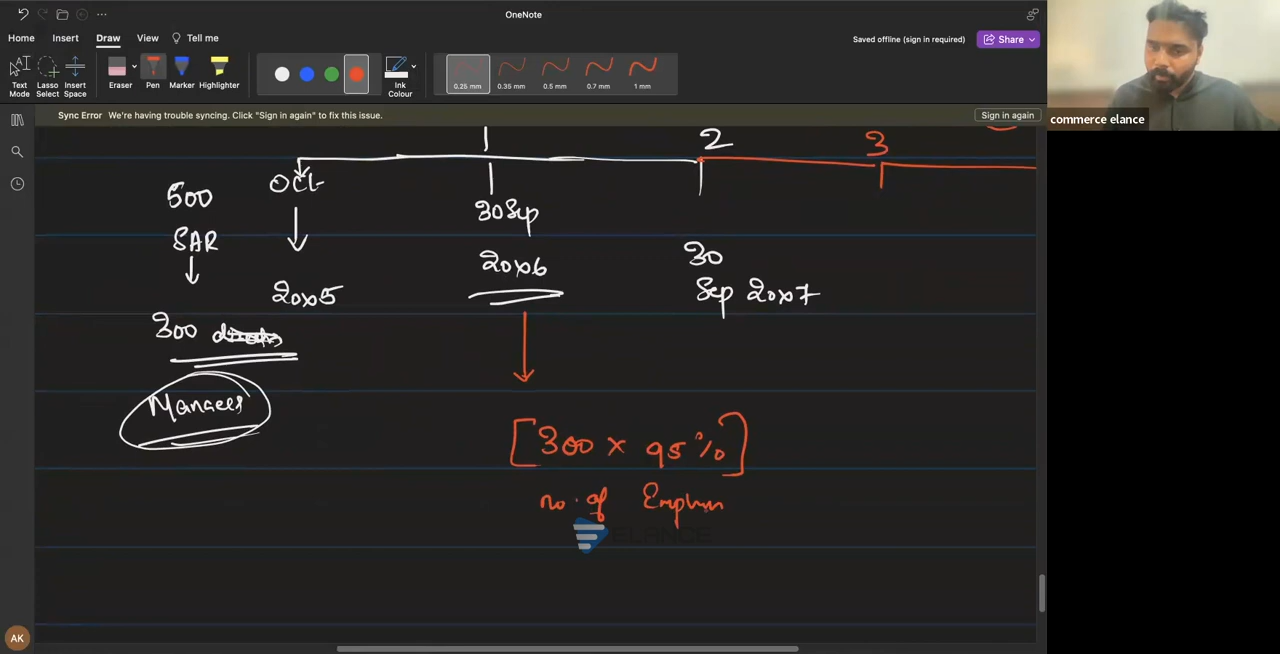 OneNote
Home Insert Draw View Tell me
Saved offline (sign in required) Share
Text Mode Lasso Select Insert Space Eraser Pen Marker Highlighter Ink Colour 0.25 mm 0.35 mm 0.5 mm 0.7 mm 1 mm
Sync Error We're having trouble syncing. Click "Sign in again" to fix this issue. Sign in again
commerce elance
1 2 3
500 Oct
SAR 30 Sep 30
20x6 Sep 20x7
20x5
300
[300 x 95%]
no. of
ELANCE
AK